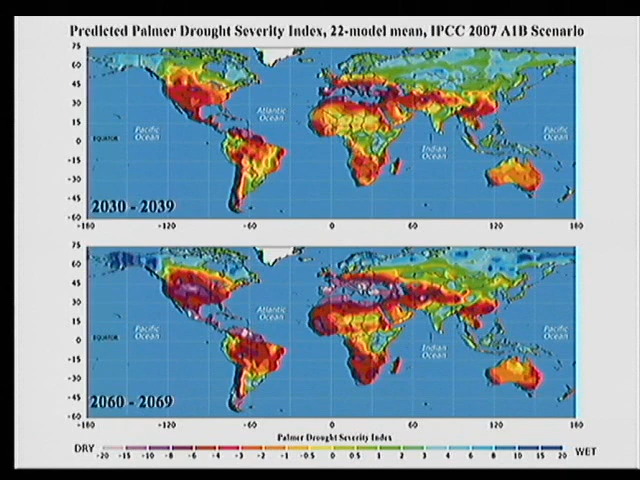 Predicted Palmer Drought Severity Index, 22-model mean, IPCC 2007 A1B Scenario
75
60
45
30
15
0
-15
-30
-45
-60
EQUATOR
Pacific Ocean
Atlantic Ocean
Indian Ocean
Pacific Ocean
2030 - 2039
-180 -120 -60 0 60 120 180
75
60
45
30
15
0
-15
-30
-45
-60
EQUATOR
Pacific Ocean
Atlantic Ocean
Indian Ocean
Pacific Ocean
2060 - 2069
-180 -120 -60 0 60 120 180
Palmer Drought Severity Index
DRY -20 -15 -10 -8 -6 -4 -3 -2 -1 -0.5 0 0.5 1 2 3 4 6 8 10 15 20 WET